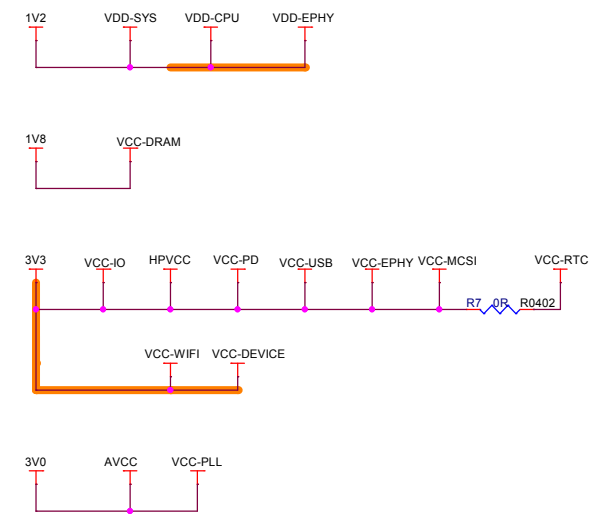 1V2 VDD-SYS VDD-CPU VDD-EPHY
1V8 VCC-DRAM
3V3 VCC-IO HPVCC VCC-PD VCC-USB VCC-EPHY VCC-MCSI VCC-RTC
R7 0R R0402
VCC-WIFI VCC-DEVICE
3V0 AVCC VCC-PLL